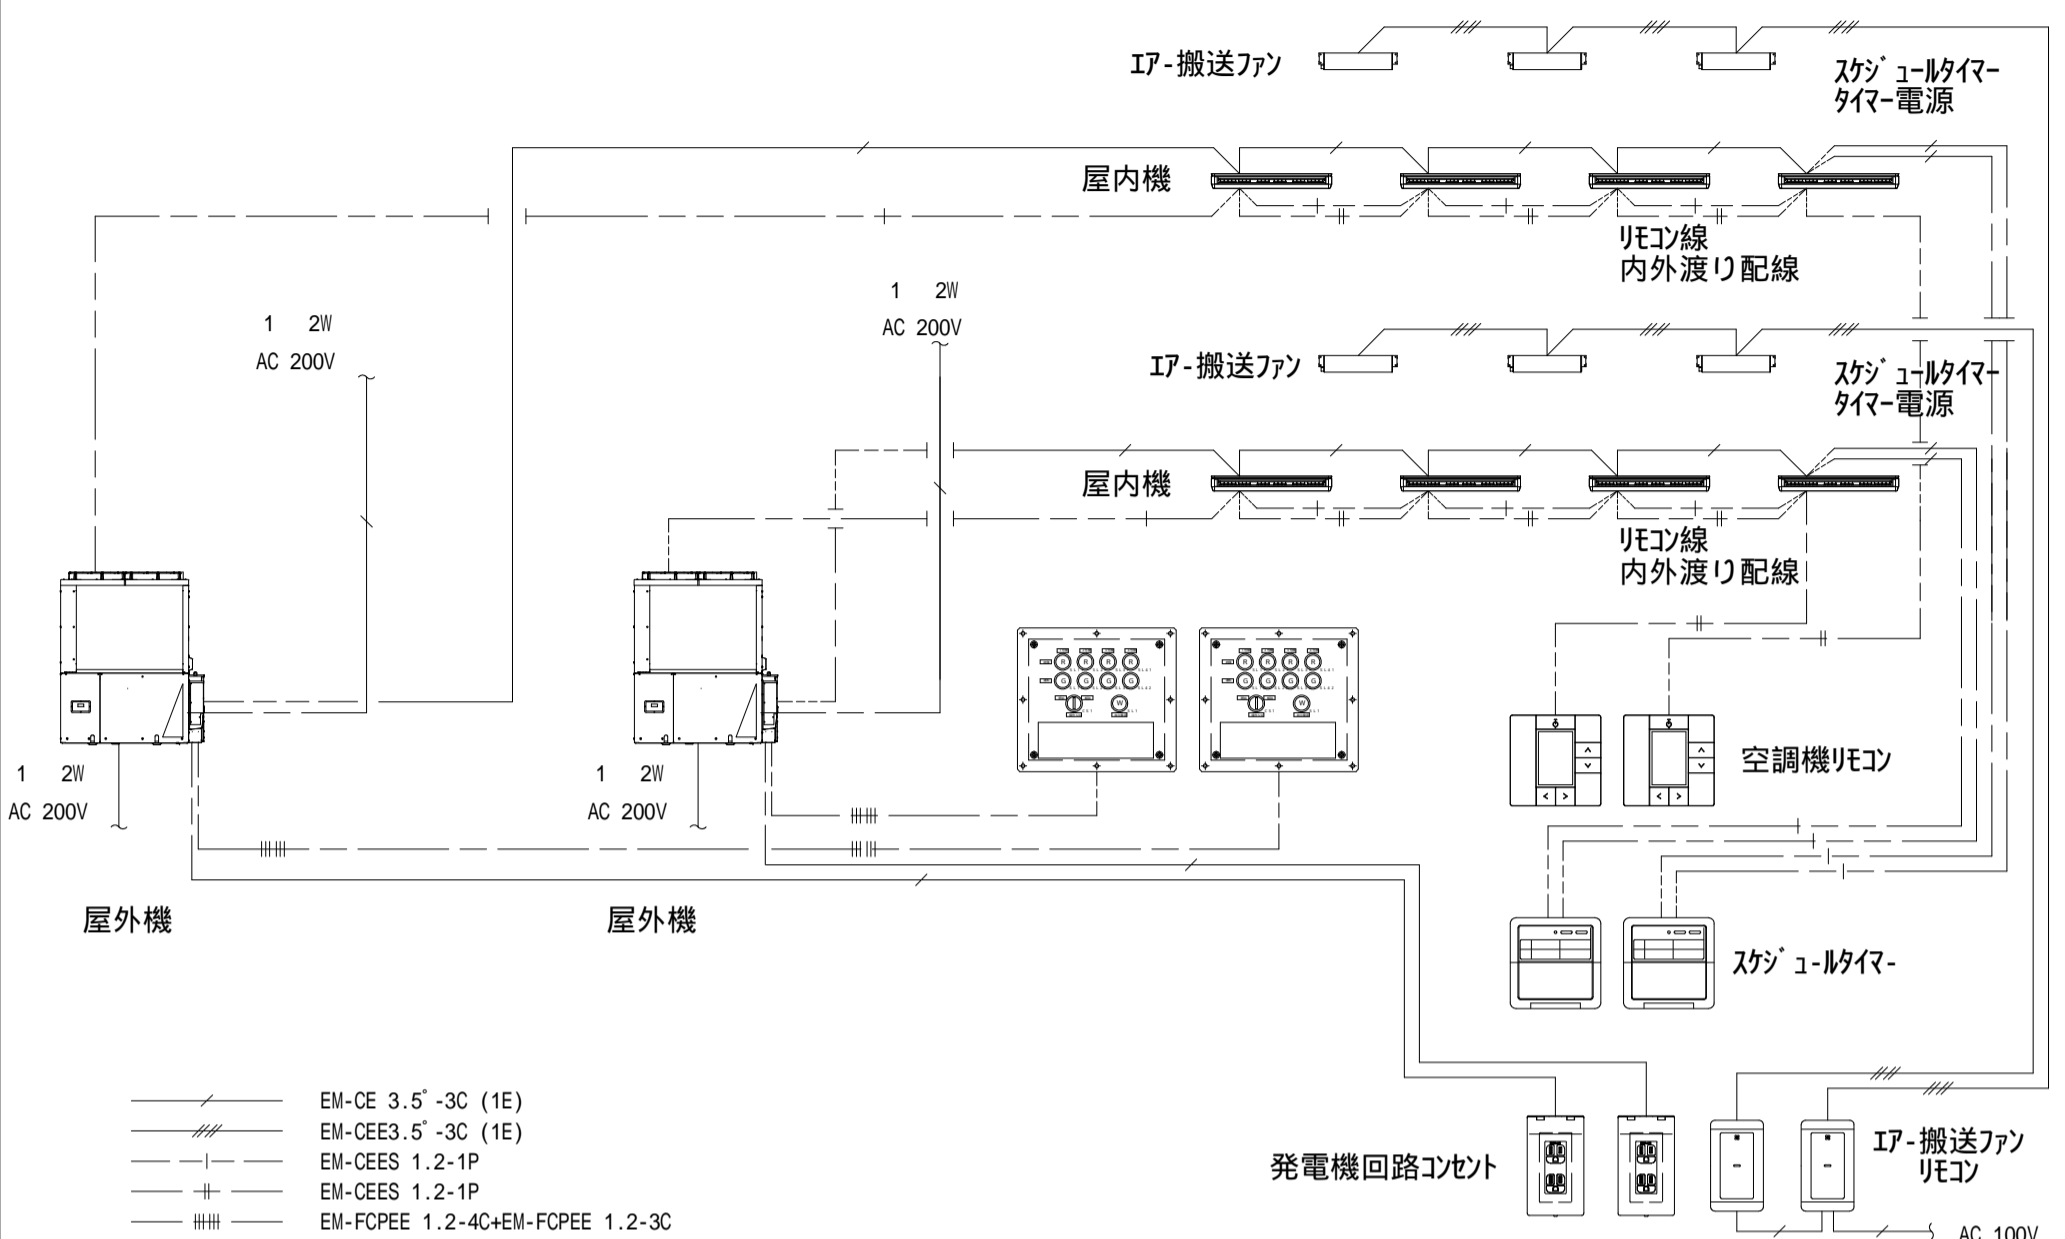 エアｰ搬送ファン
スケジュールタイマー
タイマー電源
屋内機
リモコン線
内外渡り配線
1 2W
AC 200V
1 2W
AC 200V
エアｰ搬送ファン
スケジュールタイマー
タイマー電源
屋内機
リモコン線
内外渡り配線
R R R R
G G G G
W
R R R R
G G G G
W
空調機リモコン
1 2W
AC 200V
1 2W
AC 200V
屋外機
屋外機
スケジュｰルタイマｰ
EM-CE 3.5°-3C (1E)
EM-CEE3.5°-3C (1E)
EM-CEES 1.2-1P
EM-CEES 1.2-1P
EM-FCPEE 1.2-4C+EM-FCPEE 1.2-3C
発電機回路コンセント
エアｰ搬送ファン
リモコン
AC 100V